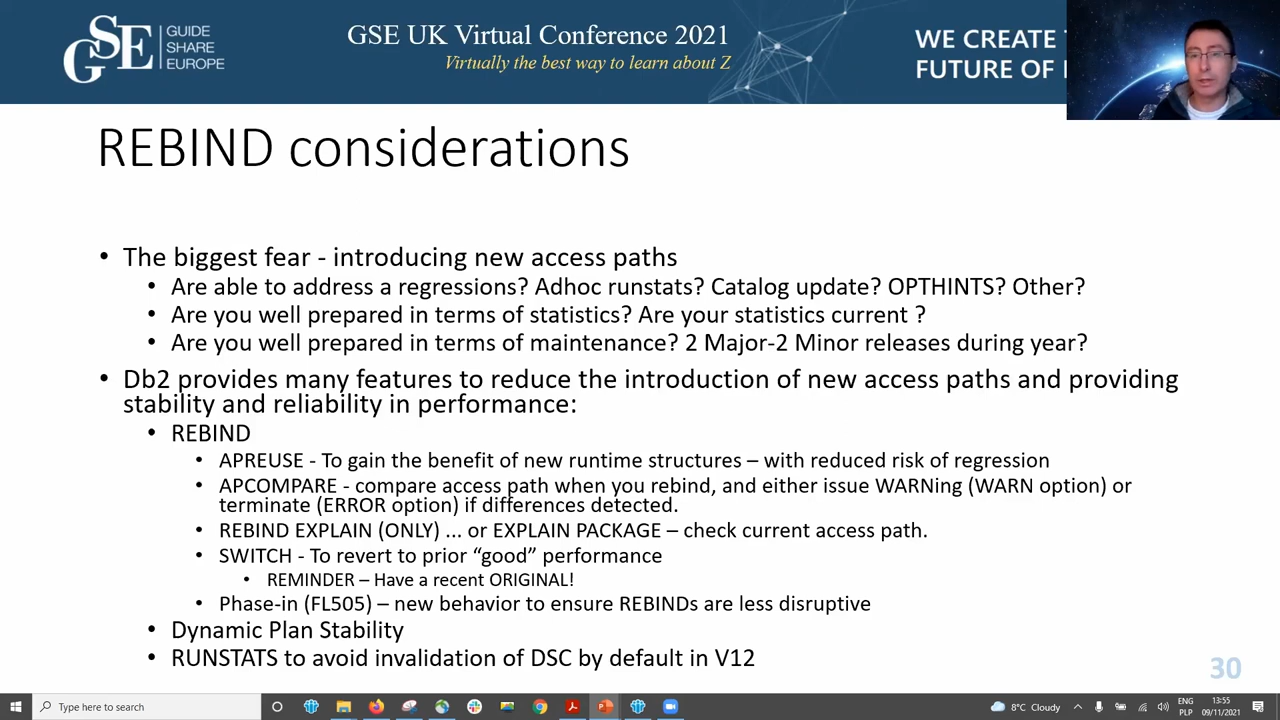 GSE
GUIDE
SHARE
EUROPE
GSE UK Virtual Conference 2021
Virtually the best way to learn about Z
WE CREATE
FUTURE OF
REBIND considerations
• The biggest fear - introducing new access paths
• Are able to address a regressions? Adhoc runstats? Catalog update? OPTHINTS? Other?
• Are you well prepared in terms of statistics? Are your statistics current ?
• Are you well prepared in terms of maintenance? 2 Major-2 Minor releases during year?
• Db2 provides many features to reduce the introduction of new access paths and providing
stability and reliability in performance:
• REBIND
• APREUSE - To gain the benefit of new runtime structures – with reduced risk of regression
• APCOMPARE - compare access path when you rebind, and either issue WARNing (WARN option) or
terminate (ERROR option) if differences detected.
• REBIND EXPLAIN (ONLY) ... or EXPLAIN PACKAGE – check current access path.
• SWITCH - To revert to prior “good” performance
• REMINDER – Have a recent ORIGINAL!
• Phase-in (FL505) – new behavior to ensure REBINDs are less disruptive
• Dynamic Plan Stability
• RUNSTATS to avoid invalidation of DSC by default in V12
30
Type here to search
8°C Cloudy
ENG
PLP
13:55
09/11/2021